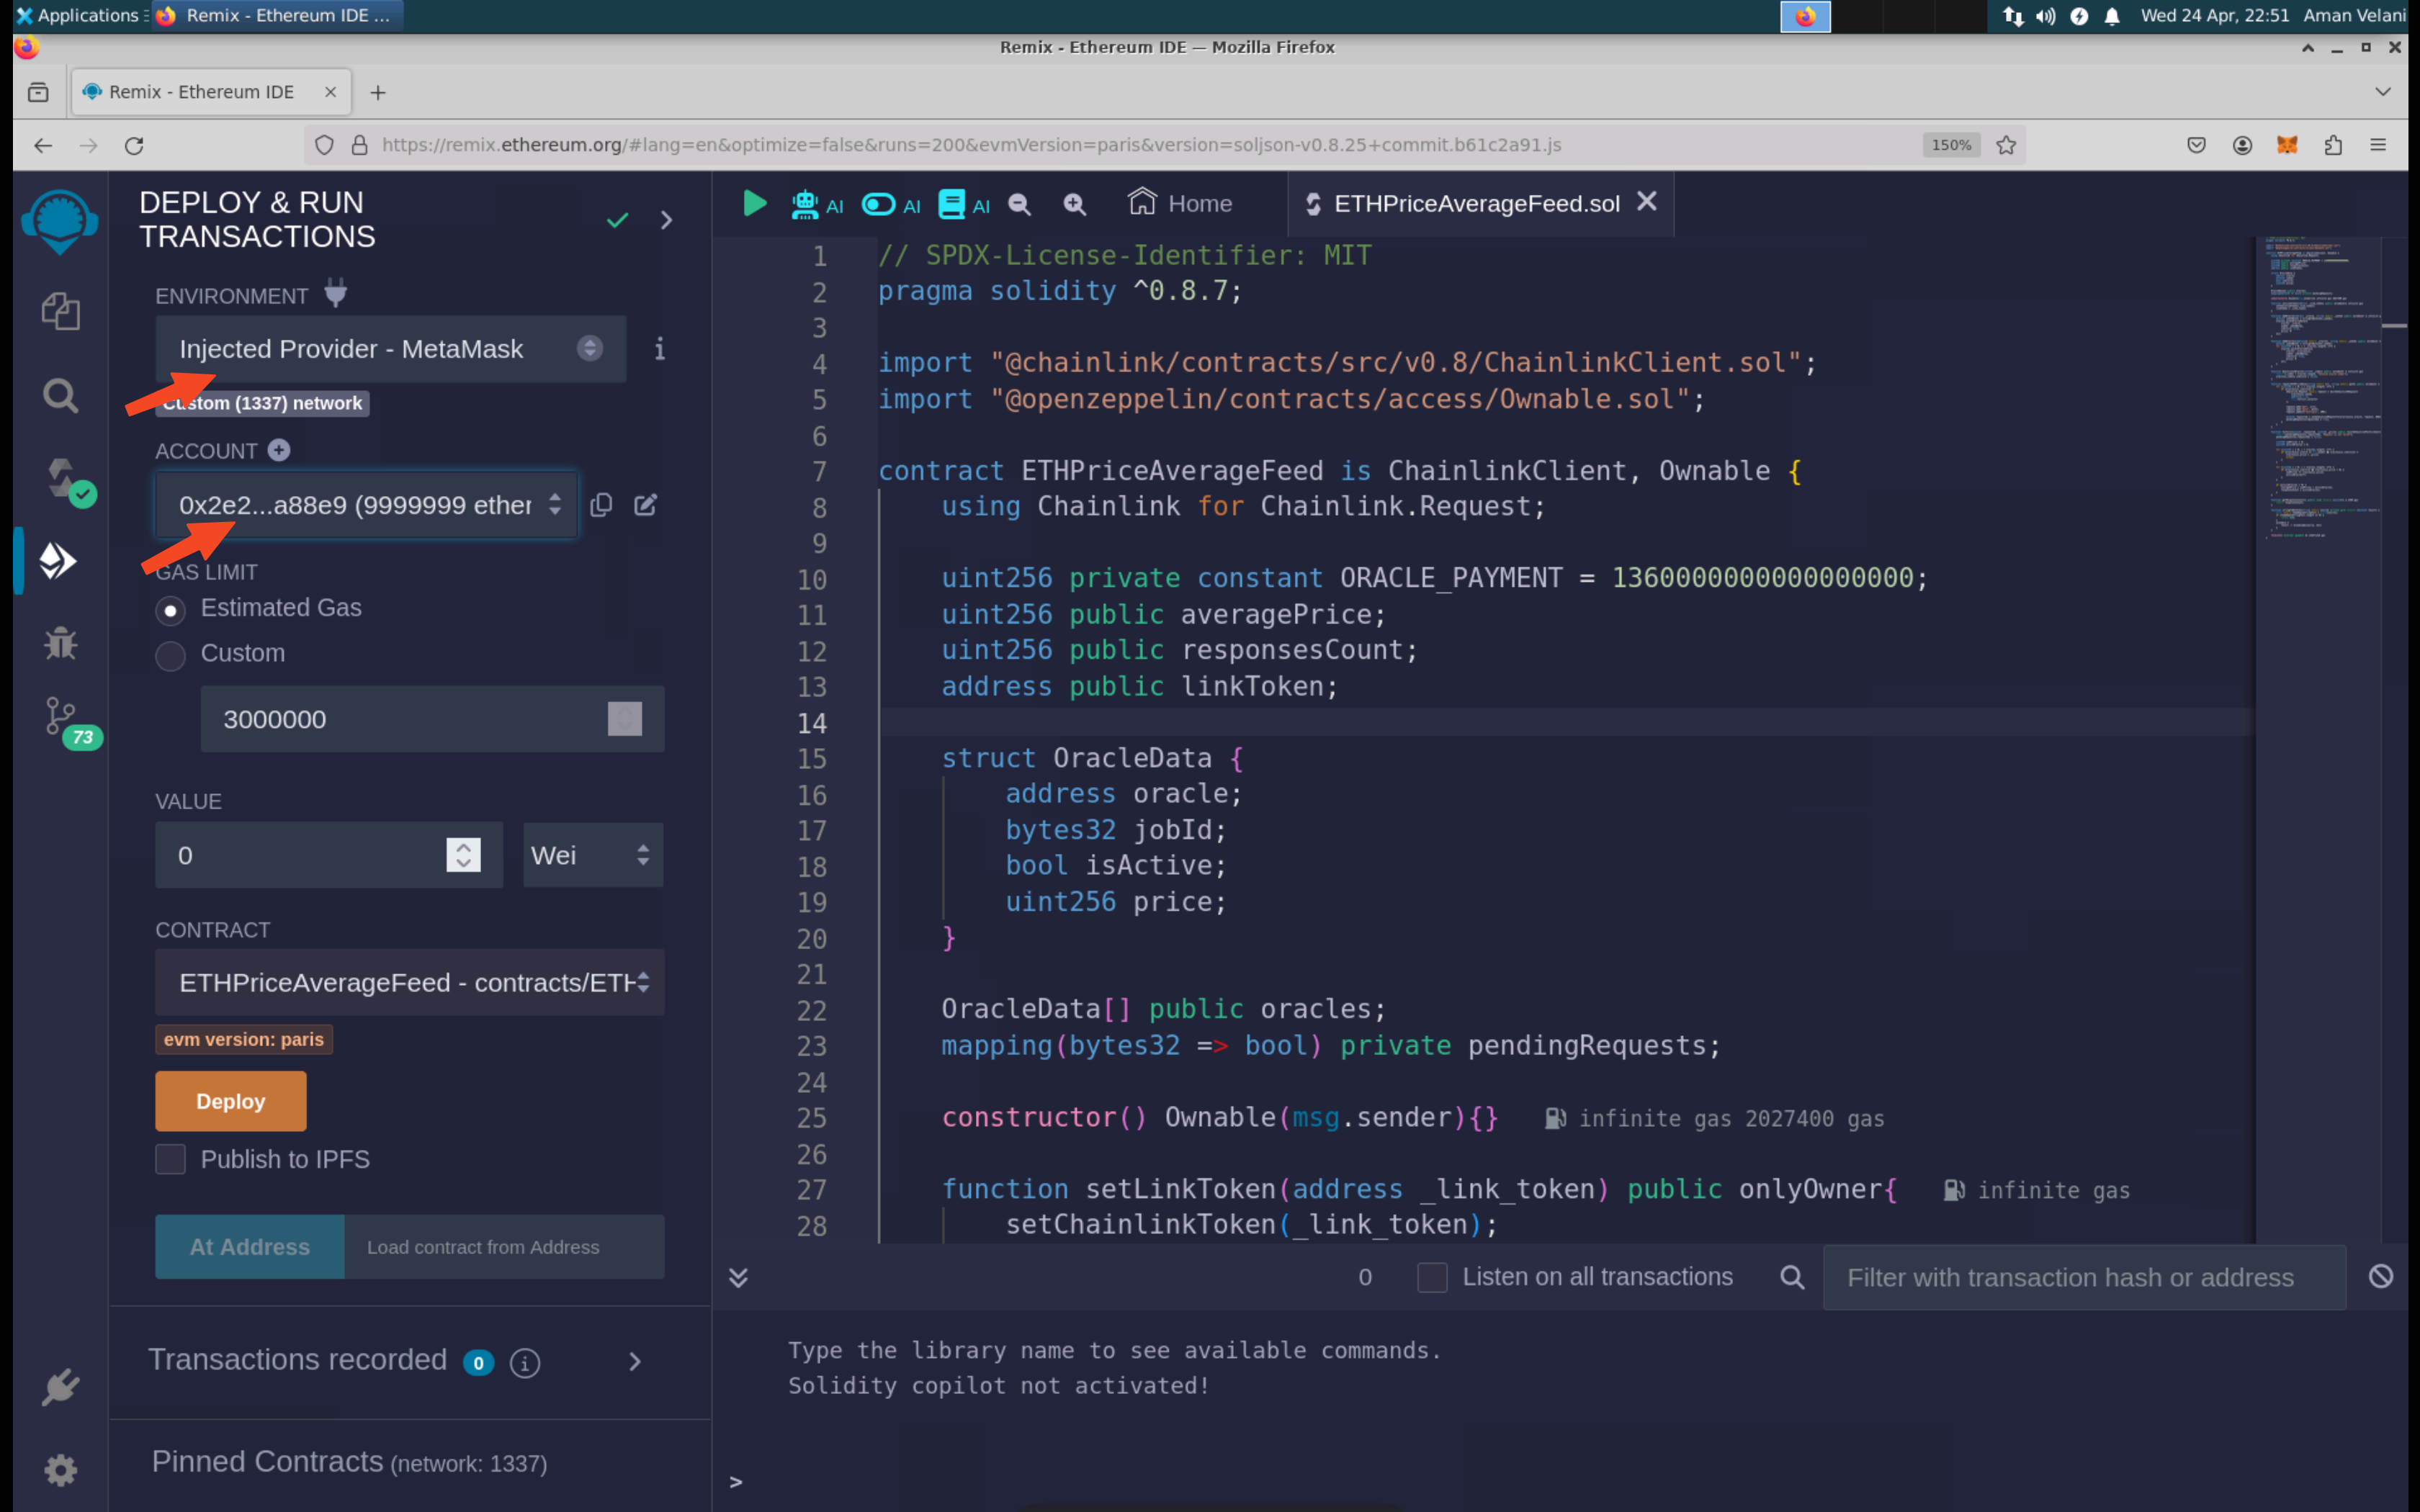 Applications
Remix - Ethereum IDE ...
Wed 24 Apr, 22:51
Aman Velani
Remix - Ethereum IDE — Mozilla Firefox
Remix - Ethereum IDE
https://remix.ethereum.org/#lang=en&optimize=false&runs=200&evmVersion=paris&version=soljson-v0.8.25+commit.b61c2a91.js
150%
DEPLOY & RUN
TRANSACTIONS
ENVIRONMENT
Injected Provider - MetaMask
Custom (1337) network
ACCOUNT
0x2e2...a88e9 (9999999 ether
GAS LIMIT
Estimated Gas
Custom
3000000
VALUE
0
Wei
CONTRACT
ETHPriceAverageFeed - contracts/ETH
evm version: paris
Deploy
Publish to IPFS
At Address
Load contract from Address
Transactions recorded 0 i
Pinned Contracts (network: 1337)
73
AI
AI
AI
Home
ETHPriceAverageFeed.sol
1 // SPDX-License-Identifier: MIT
2 pragma solidity ^0.8.7;
3
4 import "@chainlink/contracts/src/v0.8/ChainlinkClient.sol";
5 import "@openzeppelin/contracts/access/Ownable.sol";
6
7 contract ETHPriceAverageFeed is ChainlinkClient, Ownable {
8 using Chainlink for Chainlink.Request;
9
10 uint256 private constant ORACLE_PAYMENT = 1360000000000000000;
11 uint256 public averagePrice;
12 uint256 public responsesCount;
13 address public linkToken;
14
15 struct OracleData {
16 address oracle;
17 bytes32 jobId;
18 bool isActive;
19 uint256 price;
20 }
21
22 OracleData[] public oracles;
23 mapping(bytes32 => bool) private pendingRequests;
24
25 constructor() Ownable(msg.sender){} infinite gas 2027400 gas
26
27 function setLinkToken(address _link_token) public onlyOwner{ infinite gas
28 setChainlinkToken(_link_token);
0
Listen on all transactions
Filter with transaction hash or address
Type the library name to see available commands.
Solidity copilot not activated!
>